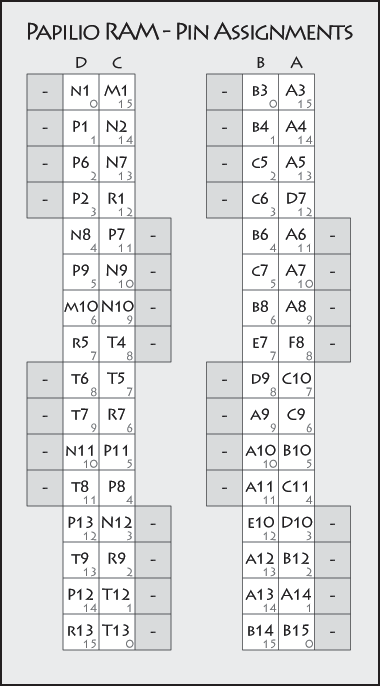 PAPILIO RAM - PIN ASSIGNMENTS
D C B A
- N1 0 M1 15 - B3 0 A3 15
- P1 1 N2 14 - B4 1 A4 14
- P6 2 N7 13 - C5 2 A5 13
- P2 3 R1 12 - C6 3 D7 12
N8 4 P7 11 - B6 4 A6 11 -
P9 5 N9 10 - C7 5 A7 10 -
M10 6 N10 9 - B8 6 A8 9 -
R5 7 T4 8 - E7 7 F8 8 -
- T6 8 T5 7 - D9 8 C10 7
- T7 9 R7 6 - A9 9 C9 6
- N11 10 P11 5 - A10 10 B10 5
- T8 11 P8 4 - A11 11 C11 4
P13 12 N12 3 - E10 12 D10 3 -
T9 13 R9 2 - A12 13 B12 2 -
P12 14 T12 1 - A13 14 A14 1 -
R13 15 T13 0 - B14 15 B15 0 -